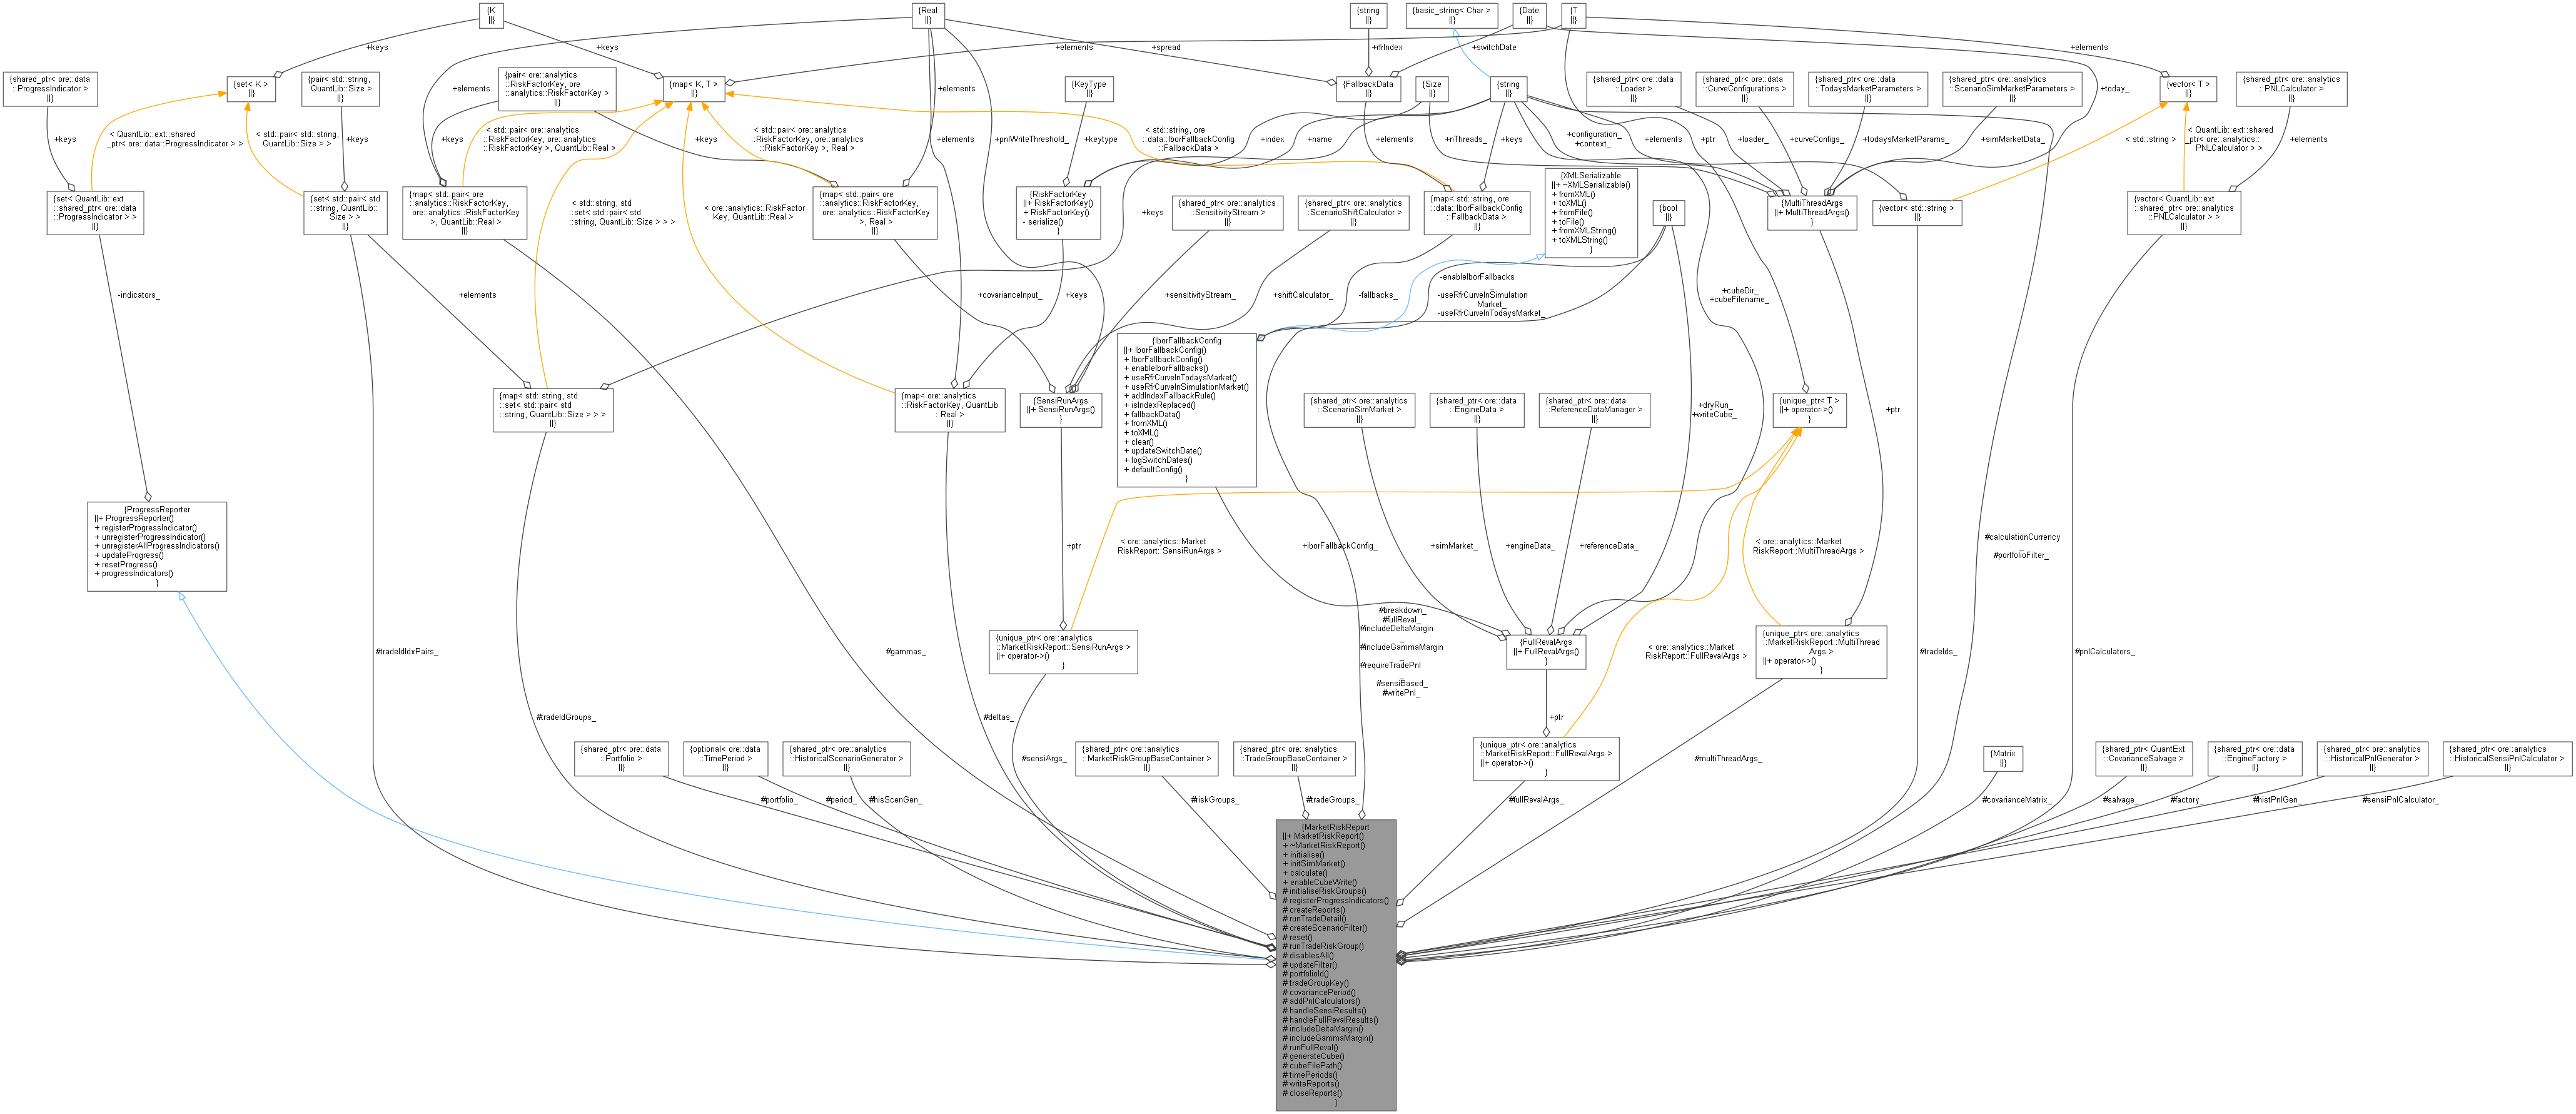 {K
||}
{Real
||}
{string
||}
{basic_string< Char >
||}
{Date
||}
{T
||}
+keys
+keys
+elements
+spread
+rfrIndex
+switchDate
+elements
{shared_ptr< ore::data
::ProgressIndicator >
||}
{set< K >
||}
{pair< std::string,
QuantLib::Size >
||}
{pair< ore::analytics
::RiskFactorKey, ore
::analytics::RiskFactorKey >
||}
{map< K, T >
||}
{KeyType
||}
{FallbackData
||}
{Size
||}
{string
||}
{shared_ptr< ore::data
::Loader >
||}
{shared_ptr< ore::data
::CurveConfigurations >
||}
{shared_ptr< ore::data
::TodaysMarketParameters >
||}
{shared_ptr< ore::analytics
::ScenarioSimMarketParameters >
||}
{vector< T >
||}
{shared_ptr< ore::analytics
::PNLCalculator >
||}
+elements
+elements
+today_
+keys
< QuantLib::ext::shared
_ptr< ore::data::ProgressIndicator > >
< std::pair< std::string,
QuantLib::Size > >
+keys
+keys
< std::pair< ore::analytics
::RiskFactorKey, ore::analytics
::RiskFactorKey >, QuantLib::Real >
+keys
< std::pair< ore::analytics
::RiskFactorKey, ore::analytics
::RiskFactorKey >, Real >
+elements
+pnlWriteThreshold_
+keytype
< std::string, ore
::data::IborFallbackConfig
::FallbackData >
+index
+name
+elements
+nThreads_
+keys
+configuration_
+context_
+elements
+ptr
+loader_
+curveConfigs_
+todaysMarketParams_
+simMarketData_
< std::string >
< QuantLib::ext::shared
_ptr< ore::analytics::
PNLCalculator > >
+elements
{set< QuantLib::ext
::shared_ptr< ore::data
::ProgressIndicator > >
||}
{set< std::pair< std
::string, QuantLib::
Size > >
||}
{map< std::pair< ore
::analytics::RiskFactorKey,
ore::analytics::RiskFactorKey
>, QuantLib::Real >
||}
< std::string, std
::set< std::pair< std
::string, QuantLib::Size > > >
< ore::analytics::RiskFactor
Key, QuantLib::Real >
{map< std::pair< ore
::analytics::RiskFactorKey,
ore::analytics::RiskFactorKey
>, Real >
||}
{RiskFactorKey
||+ RiskFactorKey()
+ RiskFactorKey()
- serialize()
}
+keys
{shared_ptr< ore::analytics
::SensitivityStream >
||}
{shared_ptr< ore::analytics
::ScenarioShiftCalculator >
||}
{map< std::string, ore
::data::IborFallbackConfig
::FallbackData >
||}
{XMLSerializable
||+ ~XMLSerializable()
+ fromXML()
+ toXML()
+ fromFile()
+ toFile()
+ fromXMLString()
+ toXMLString()
}
{bool
||}
{MultiThreadArgs
||+ MultiThreadArgs()
}
{vector< std::string >
||}
{vector< QuantLib::ext
::shared_ptr< ore::analytics
::PNLCalculator > >
||}
-indicators_
+elements
+covarianceInput_
+keys
+sensitivityStream_
+shiftCalculator_
-fallbacks_
-enableIborFallbacks
_
-useRfrCurveInSimulation
Market_
-useRfrCurveInTodaysMarket_
+cubeDir_
+cubeFilename_
{IborFallbackConfig
||+ IborFallbackConfig()
+ IborFallbackConfig()
+ enableIborFallbacks()
+ useRfrCurveInTodaysMarket()
+ useRfrCurveInSimulationMarket()
+ addIndexFallbackRule()
+ isIndexReplaced()
+ fallbackData()
+ fromXML()
+ toXML()
+ clear()
+ updateSwitchDate()
+ logSwitchDates()
+ defaultConfig()
}
{map< std::string, std
::set< std::pair< std
::string, QuantLib::Size > > >
||}
{map< ore::analytics
::RiskFactorKey, QuantLib
::Real >
||}
{SensiRunArgs
||+ SensiRunArgs()
}
{shared_ptr< ore::analytics
::ScenarioSimMarket >
||}
{shared_ptr< ore::data
::EngineData >
||}
{shared_ptr< ore::data
::ReferenceDataManager >
||}
+dryRun_
+writeCube_
{unique_ptr< T >
||+ operator->()
}
+ptr
{ProgressReporter
||+ ProgressReporter()
+ registerProgressIndicator()
+ unregisterProgressIndicator()
+ unregisterAllProgressIndicators()
+ updateProgress()
+ resetProgress()
+ progressIndicators()
}
+ptr
< ore::analytics::Market
RiskReport::SensiRunArgs >
+iborFallbackConfig_
+simMarket_
+engineData_
+referenceData_
< ore::analytics::Market
RiskReport::MultiThreadArgs >
#calculationCurrency
_
#portfolioFilter_
#tradeIdIdxPairs_
#gammas_
{unique_ptr< ore::analytics
::MarketRiskReport::SensiRunArgs >
||+ operator->()
}
#breakdown_
#fullReval_
#includeDeltaMargin
_
#includeGammaMargin
_
#requireTradePnl
_
#sensiBased_
#writePnl_
{FullRevalArgs
||+ FullRevalArgs()
}
< ore::analytics::Market
RiskReport::FullRevalArgs >
{unique_ptr< ore::analytics
::MarketRiskReport::MultiThread
Args >
||+ operator->()
}
#tradeIds_
#pnlCalculators_
#tradeIdGroups_
#deltas_
+ptr
{shared_ptr< ore::data
::Portfolio >
||}
{optional< ore::data
::TimePeriod >
||}
{shared_ptr< ore::analytics
::HistoricalScenarioGenerator >
||}
#sensiArgs_
{shared_ptr< ore::analytics
::MarketRiskGroupBaseContainer >
||}
{shared_ptr< ore::analytics
::TradeGroupBaseContainer >
||}
{unique_ptr< ore::analytics
::MarketRiskReport::FullRevalArgs >
||+ operator->()
}
#multiThreadArgs_
{Matrix
||}
{shared_ptr< QuantExt
::CovarianceSalvage >
||}
{shared_ptr< ore::data
::EngineFactory >
||}
{shared_ptr< ore::analytics
::HistoricalPnlGenerator >
||}
{shared_ptr< ore::analytics
::HistoricalSensiPnlCalculator >
||}
#portfolio_
#period_
#hisScenGen_
#riskGroups_
#tradeGroups_
#fullRevalArgs_
#covarianceMatrix_
#salvage_
#factory_
#histPnlGen_
#sensiPnlCalculator_
{MarketRiskReport
||+ MarketRiskReport()
+ ~MarketRiskReport()
+ initialise()
+ initSimMarket()
+ calculate()
+ enableCubeWrite()
# initialiseRiskGroups()
# registerProgressIndicators()
# createReports()
# runTradeDetail()
# createScenarioFilter()
# reset()
# runTradeRiskGroup()
# disablesAll()
# updateFilter()
# portfolioId()
# tradeGroupKey()
# covariancePeriod()
# addPnlCalculators()
# handleSensiResults()
# handleFullRevalResults()
# includeDeltaMargin()
# includeGammaMargin()
# runFullReval()
# generateCube()
# cubeFilePath()
# timePeriods()
# writeReports()
# closeReports()
}